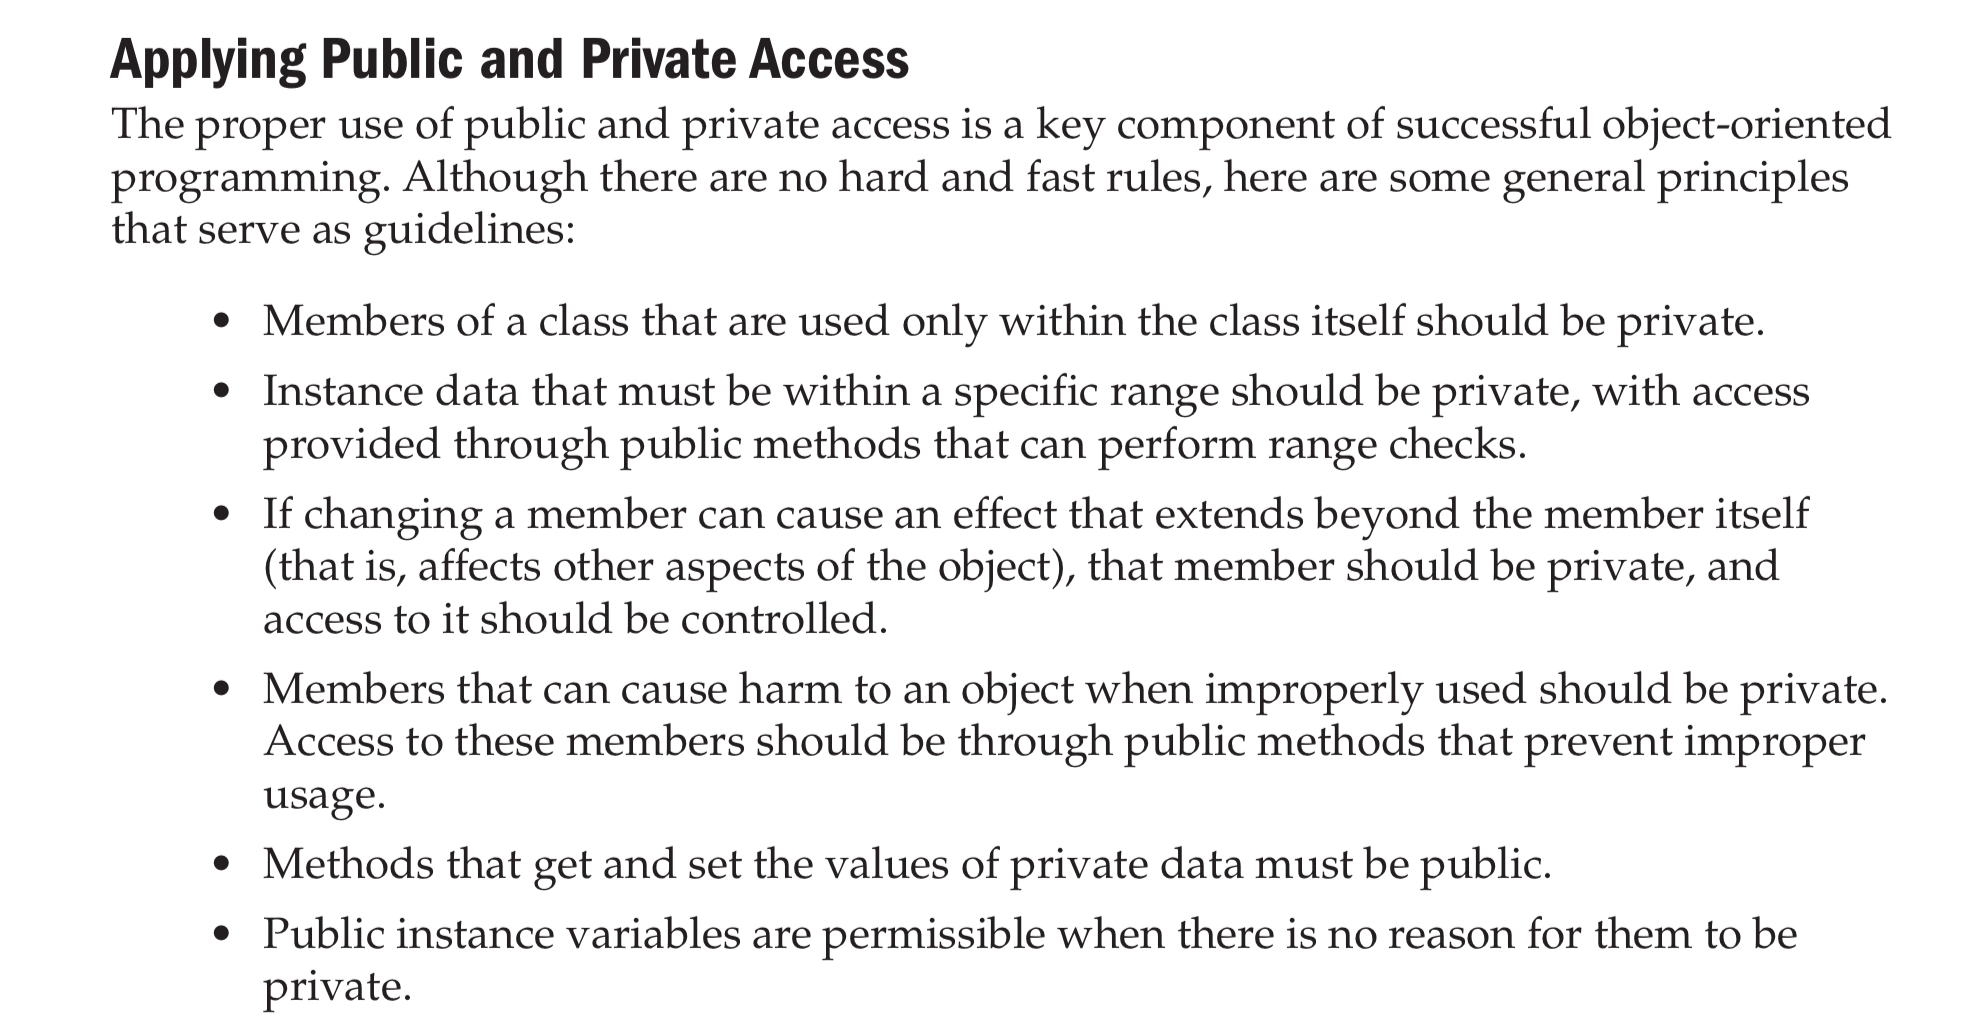 Applying Public and Private Access
The proper use of public and private access is a key component of successful object-oriented
programming. Although there are no hard and fast rules, here are some general principles
that serve as guidelines:
• Members of a class that are used only within the class itself should be private.
• Instance data that must be within a specific range should be private, with access
provided through public methods that can perform range checks.
• If changing a member can cause an effect that extends beyond the member itself
(that is, affects other aspects of the object), that member should be private, and
access to it should be controlled.
• Members that can cause harm to an object when improperly used should be private.
Access to these members should be through public methods that prevent improper
usage.
• Methods that get and set the values of private data must be public.
• Public instance variables are permissible when there is no reason for them to be
private.